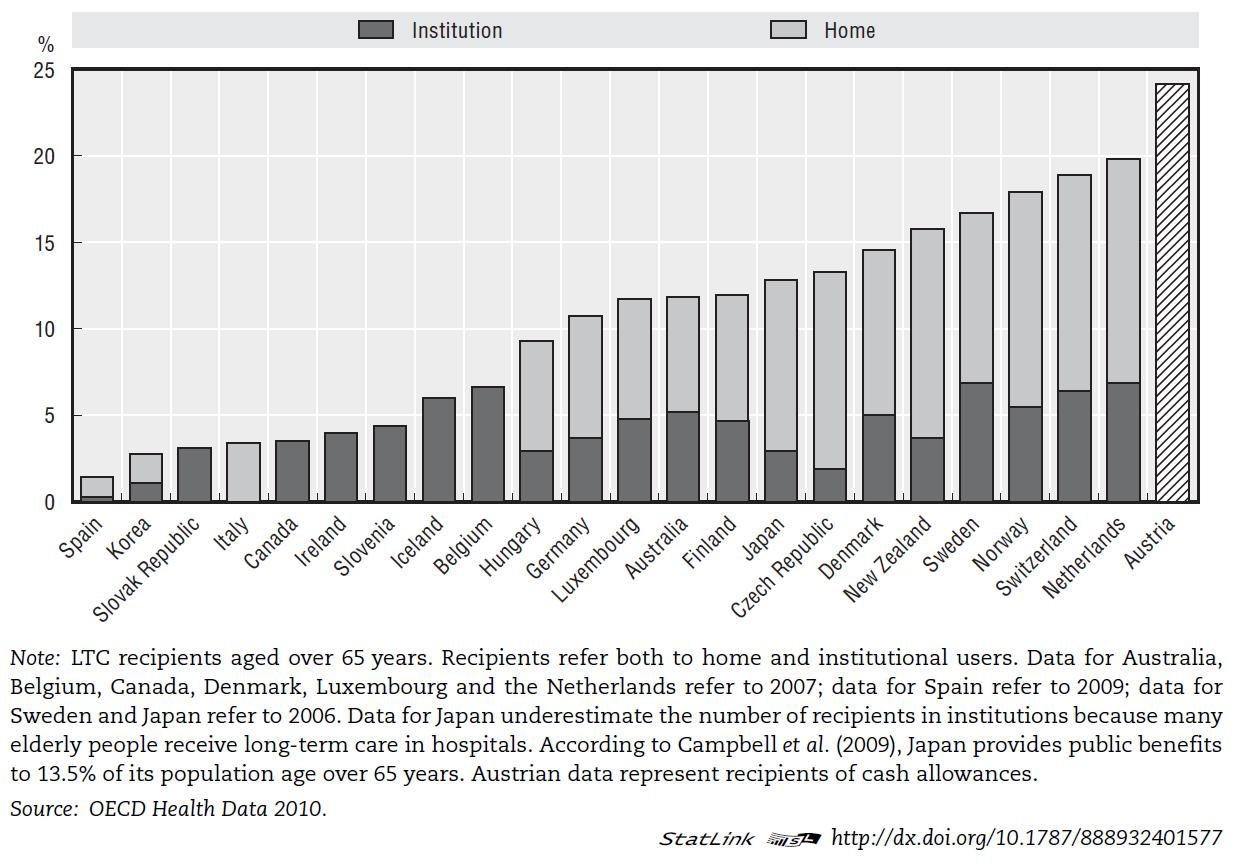 Institution Home
%
25
20
15
10
5
0
Spain
Korea
Slovak Republic
Italy
Canada
Ireland
Slovenia
Iceland
Belgium
Hungary
Germany
Luxembourg
Australia
Finland
Japan
Czech Republic
Denmark
New Zealand
Sweden
Norway
Switzerland
Netherlands
Austria
Note: LTC recipients aged over 65 years. Recipients refer both to home and institutional users. Data for Australia,
Belgium, Canada, Denmark, Luxembourg and the Netherlands refer to 2007; data for Spain refer to 2009; data for
Sweden and Japan refer to 2006. Data for Japan underestimate the number of recipients in institutions because many
elderly people receive long-term care in hospitals. According to Campbell et al. (2009), Japan provides public benefits
to 13.5% of its population age over 65 years. Austrian data represent recipients of cash allowances.
Source: OECD Health Data 2010.
StatLink http://dx.doi.org/10.1787/888932401577